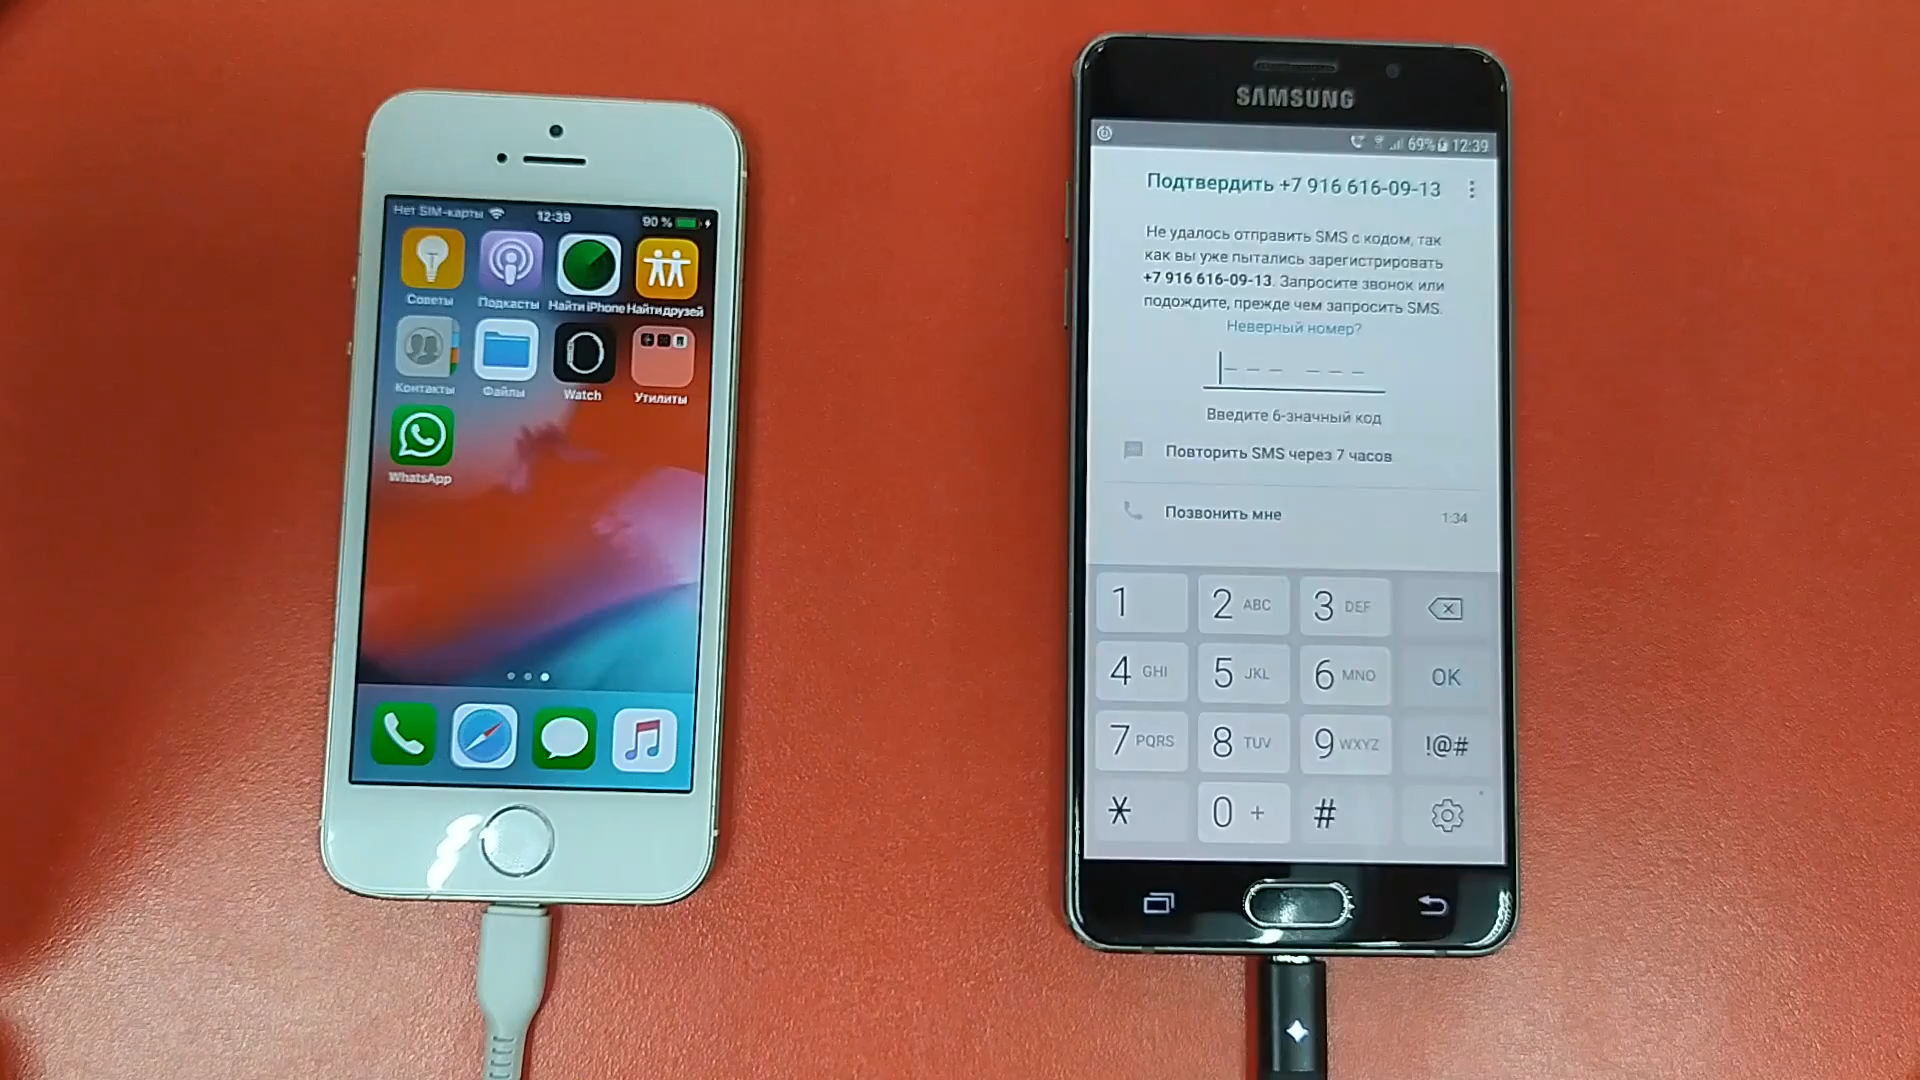 Нет SIM-карты
12:39
90 %
Советы
Подкасты
Найти iPhone
Найти друзей
Контакты
Файлы
Watch
Утилиты
WhatsApp
SAMSUNG
69% 12:39
Подтвердить +7 916 616-09-13
Не удалось отправить SMS с кодом, так
как вы уже пытались зарегистрировать
+7 916 616-09-13. Запросите звонок или
подождите, прежде чем запросить SMS.
Неверный номер?
Введите 6-значный код
Повторить SMS через 7 часов
Позвонить мне 1:34
1 2 ABC 3 DEF
4 GHI 5 JKL 6 MNO OK
7 PQRS 8 TUV 9 WXYZ !@#
* 0 + #